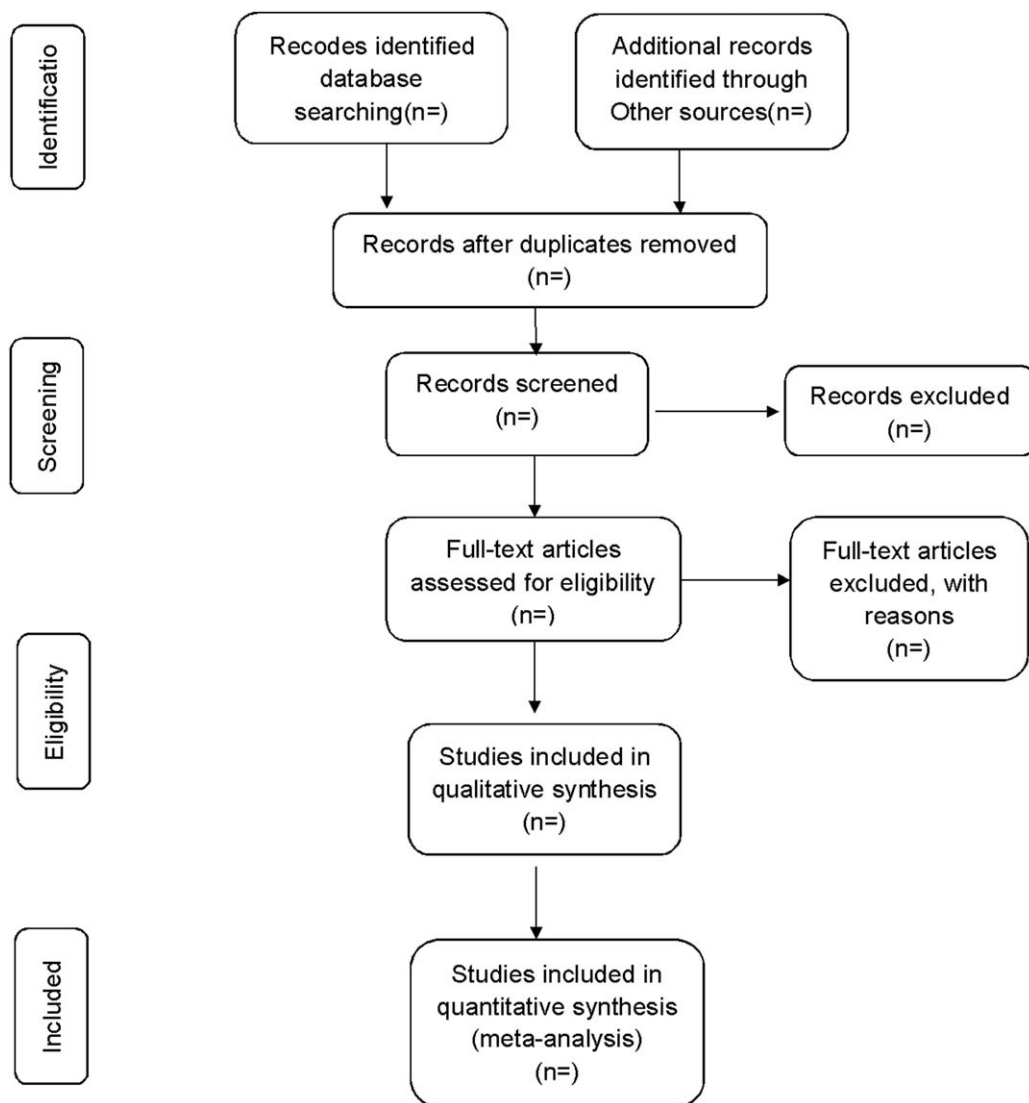 Identificatio
Recodes identified
database
searching(n=)
Additional records
identified through
Other sources(n=)
Records after duplicates removed
(n=)
Screening
Records screened
(n=)
Records excluded
(n=)
Full-text articles
assessed for eligibility
(n=)
Full-text articles
excluded, with
reasons
(n=)
Eligibility
Studies included in
qualitative synthesis
(n=)
Included
Studies included in
quantitative synthesis
(meta-analysis)
(n=)